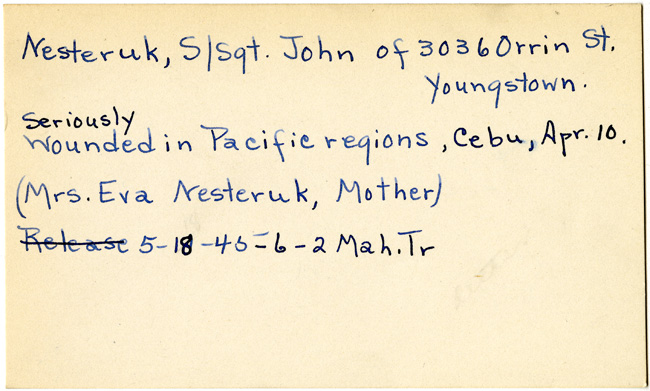 Nesteruk, S/Sgt. John of 3036 Orrin St.
Youngstown.
Seriously
Wounded in Pacific regions, Cebu, Apr. 10.
(Mrs. Eva Nesteruk, Mother)
Release 5-18-45-6-2 Mah. Tr